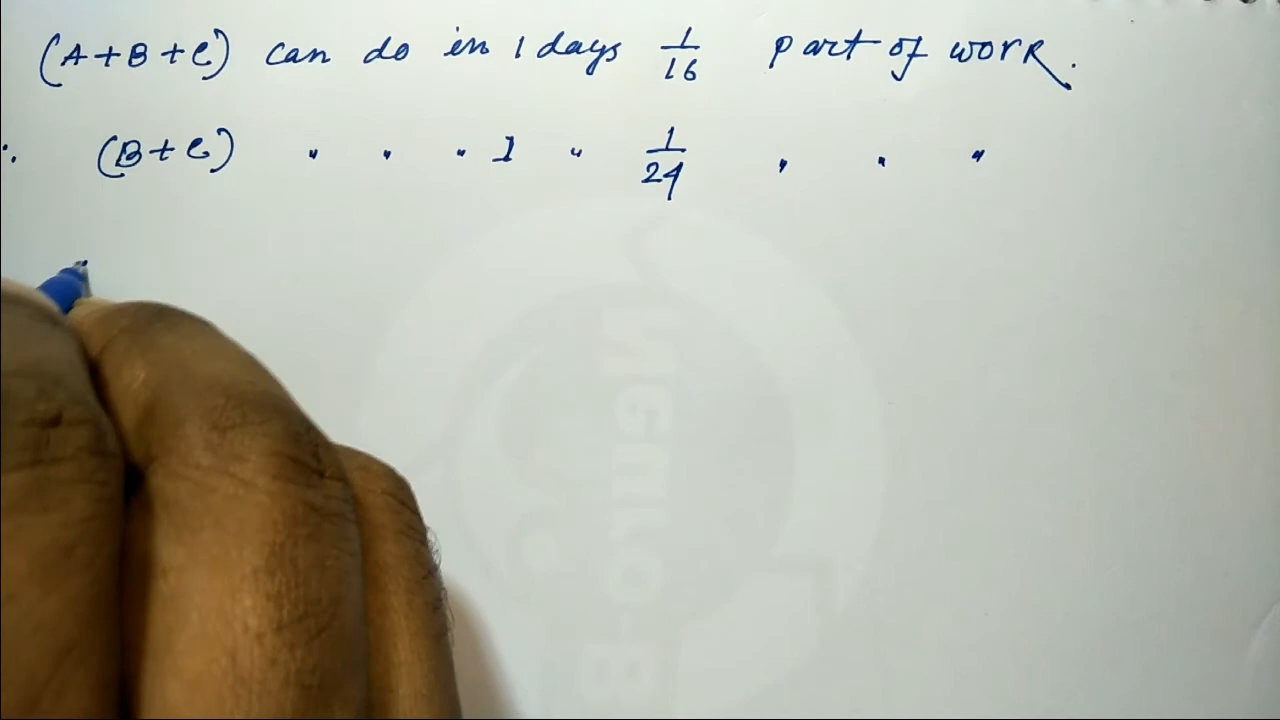 (A+B+C) can do in 1 days 1/16 part of work.
∴ (B+C) " " " 1 " 1/24 " " "